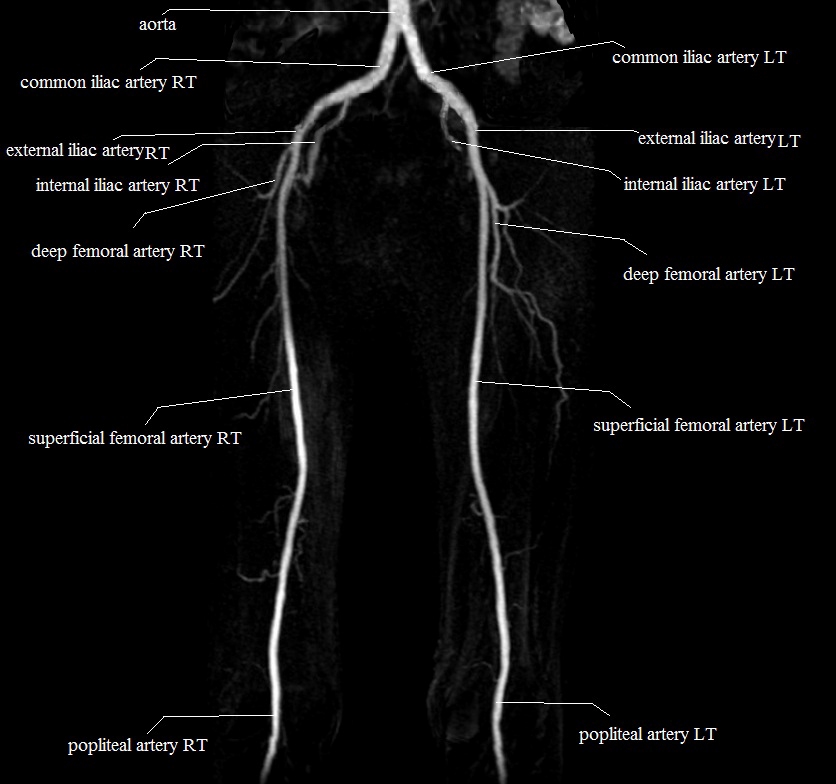 aorta
common iliac artery LT
common iliac artery RT
external iliac artery LT
external iliac artery RT
internal iliac artery LT
internal iliac artery RT
deep femoral artery RT
deep femoral artery LT
superficial femoral artery LT
superficial femoral artery RT
popliteal artery LT
popliteal artery RT